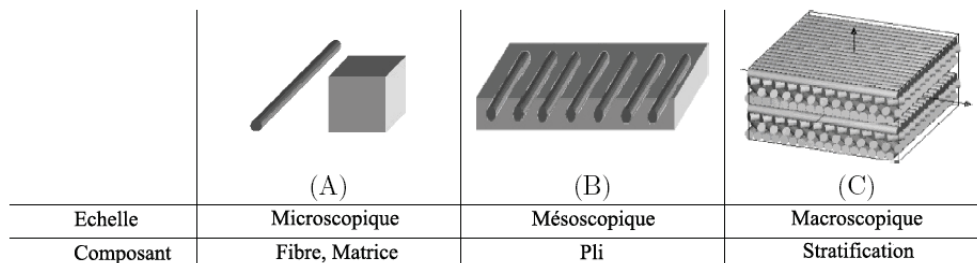 (A) (B) (C)
Echelle Microscopique Mésoscopique Macroscopique
Composant Fibre, Matrice Pli Stratification